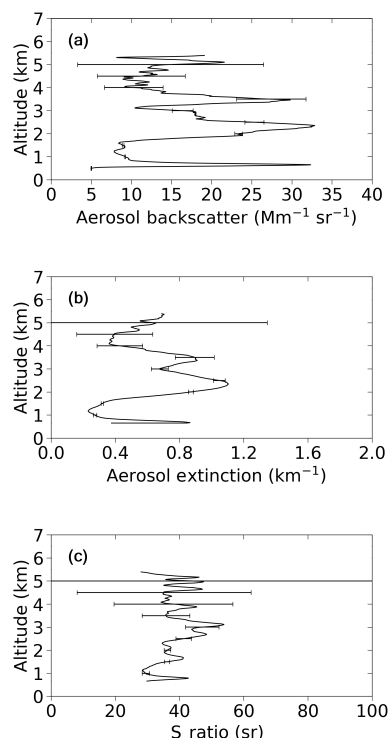 (a)
7
6
5
4
3
2
1
0
Altitude (km)
0 5 10 15 20 25 30 35 40
Aerosol backscatter (Mm⁻¹ sr⁻¹)
(b)
7
6
5
4
3
2
1
0
Altitude (km)
0.0 0.4 0.8 1.2 1.6 2.0
Aerosol extinction (km⁻¹)
(c)
7
6
5
4
3
2
1
0
Altitude (km)
0 20 40 60 80 100
S ratio (sr)